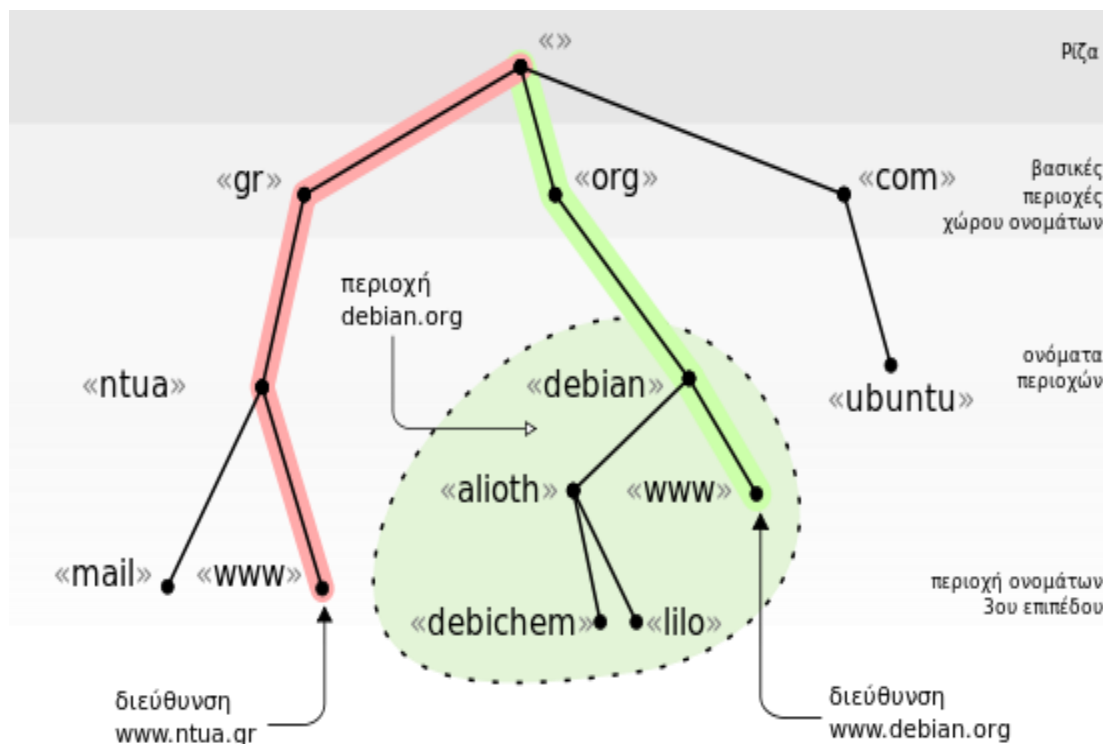 «»
Ρίζα
«gr»
«org»
«com»
βασικές
περιοχές
χώρου ονομάτων
περιοχή
debian.org
«ntua»
«debian»
«ubuntu»
ονόματα
περιοχών
«alioth»
«www»
«mail»
«www»
«debichem»
«lilo»
περιοχή ονομάτων
3ου επιπέδου
διεύθυνση
www.ntua.gr
διεύθυνση
www.debian.org